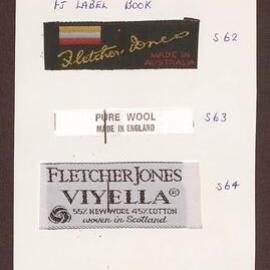 FJ LABEL BOOK
Fletcher Jones
MADE IN
AUSTRALIA
S62
PURE WOOL
MADE IN ENGLAND
S63
FLETCHER JONES
VIYELLA®
55% NEW WOOL 45% COTTON
woven in Scotland
S64